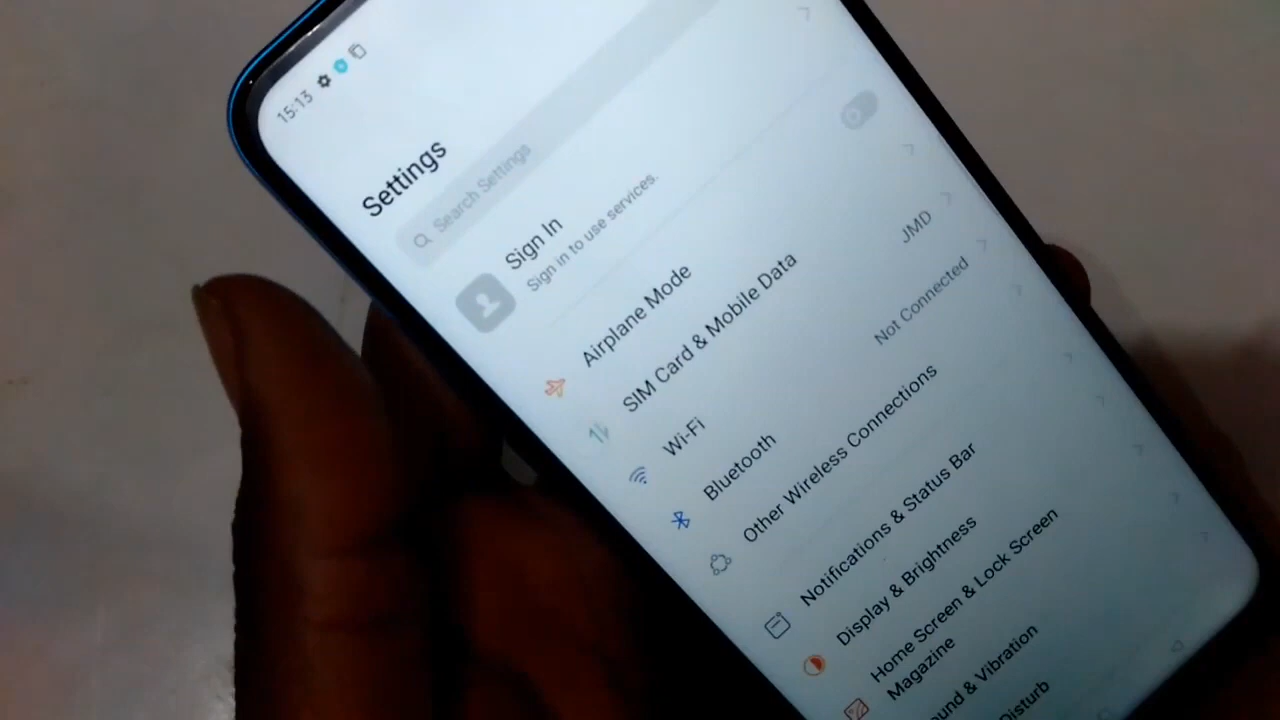 15:13
Settings
Search Settings
Sign In
Sign in to use services.
Airplane Mode
SIM Card & Mobile Data
Wi-Fi
JMD
Bluetooth
Not Connected
Other Wireless Connections
Notifications & Status Bar
Display & Brightness
Home Screen & Lock Screen
Magazine
& Vibration